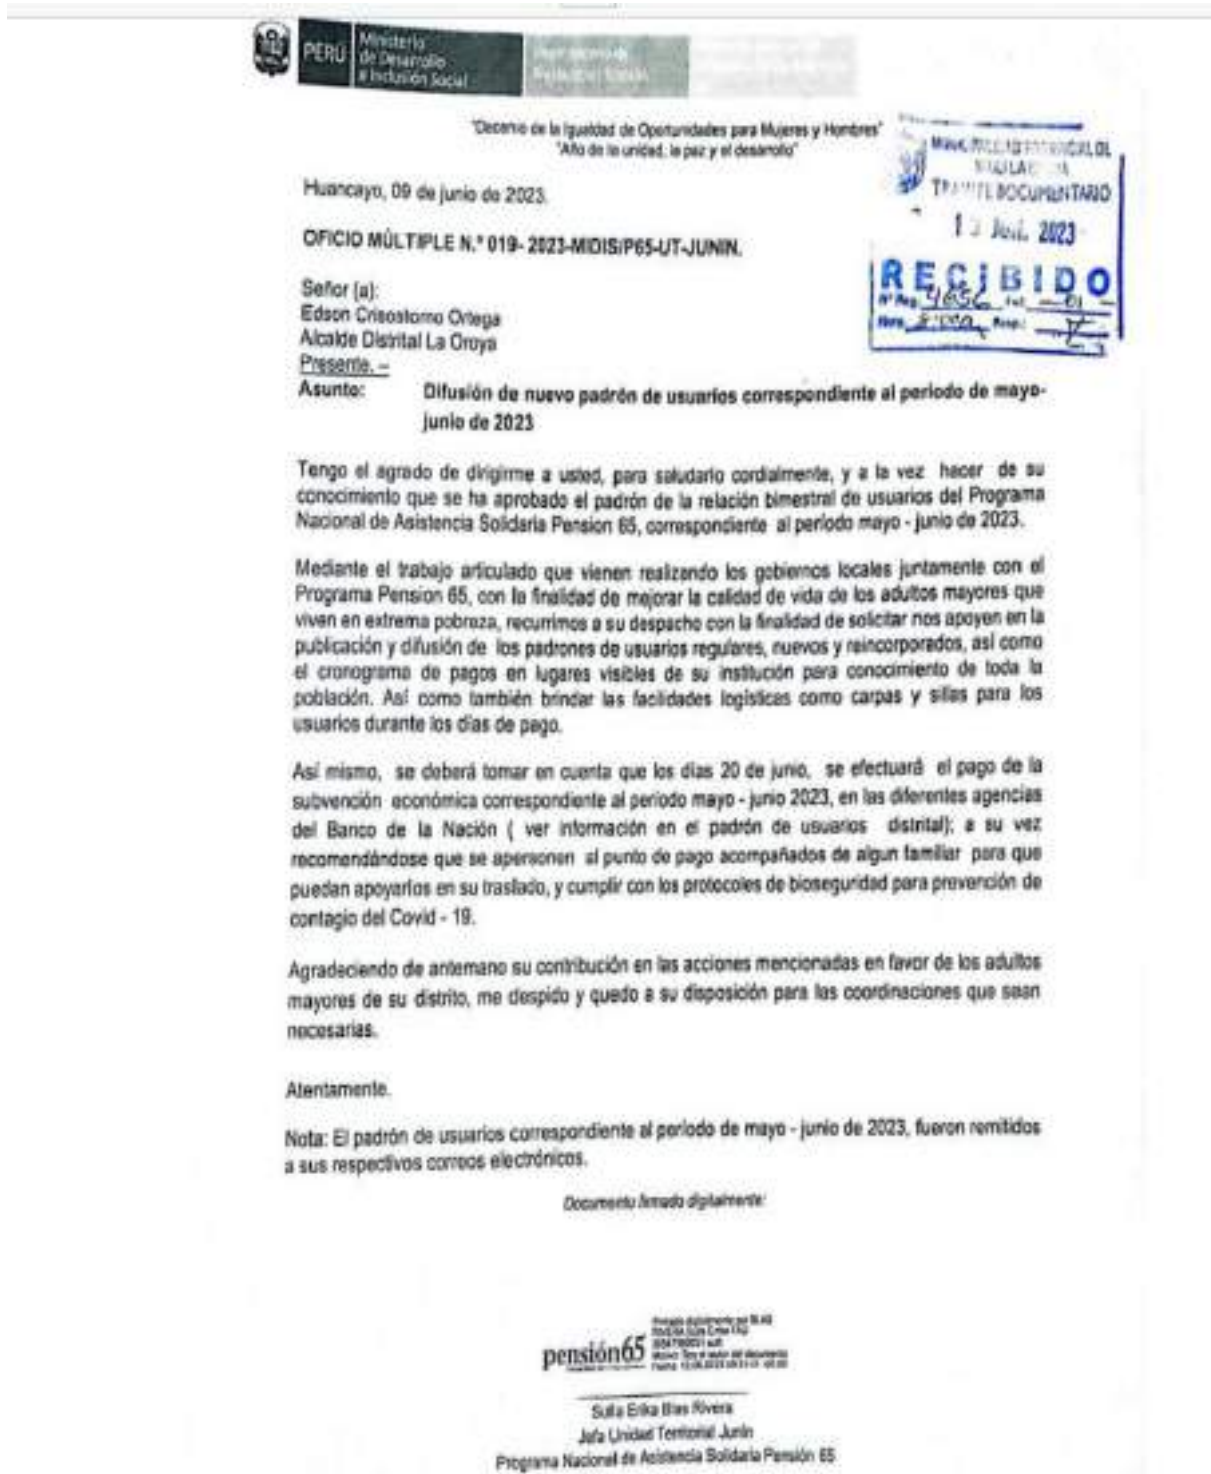 PERÚ
Ministerio
de Desarrollo
e Inclusión Social
"Decenio de la Igualdad de Oportunidades para Mujeres y Hombres"
"Año de la unidad, la paz y el desarrollo"
TRAMITE DOCUMENTARIO
2023
RECIBIDO
4656
01
Huancayo, 09 de junio de 2023.
OFICIO MÚLTIPLE N.° 019- 2023-MIDIS/P65-UT-JUNIN.
Señor (a):
Edson Crisostomo Ortega
Alcalde Distrital La Oroya
Presente. –
Asunto: Difusión de nuevo padrón de usuarios correspondiente al periodo de mayo-
junio de 2023
Tengo el agrado de dirigirme a usted, para saludarlo cordialmente, y a la vez hacer de su
conocimiento que se ha aprobado el padrón de la relación bimestral de usuarios del Programa
Nacional de Asistencia Solidaria Pension 65, correspondiente al periodo mayo - junio de 2023.
Mediante el trabajo articulado que vienen realizando los gobiernos locales juntamente con el
Programa Pension 65, con la finalidad de mejorar la calidad de vida de los adultos mayores que
viven en extrema pobreza, recurrimos a su despacho con la finalidad de solicitar nos apoyen en la
publicación y difusión de los padrones de usuarios regulares, nuevos y reincorporados, así como
el cronograma de pagos en lugares visibles de su institución para conocimiento de toda la
población. Así como también brindar las facilidades logísticas como carpas y sillas para los
usuarios durante los días de pago.
Así mismo, se deberá tomar en cuenta que los días 20 de junio, se efectuará el pago de la
subvención económica correspondiente al periodo mayo - junio 2023, en las diferentes agencias
del Banco de la Nación ( ver información en el padrón de usuarios distrital); a su vez
recomendándose que se apersonen al punto de pago acompañados de algun familiar para que
puedan apoyarlos en su traslado, y cumplir con los protocoles de bioseguridad para prevención de
contagio del Covid - 19.
Agradeciendo de antemano su contribución en las acciones mencionadas en favor de los adultos
mayores de su distrito, me despido y quedo a su disposición para las coordinaciones que sean
necesarias.
Atentamente.
Nota: El padrón de usuarios correspondiente al periodo de mayo - junio de 2023, fueron remitidos
a sus respectivos correos electrónicos.
Documento firmado digitalmente:
pensión65
Sulla Erika Blas Rivera
Jefa Unidad Territorial Junín
Programa Nacional de Asistencia Solidaria Pensión 65